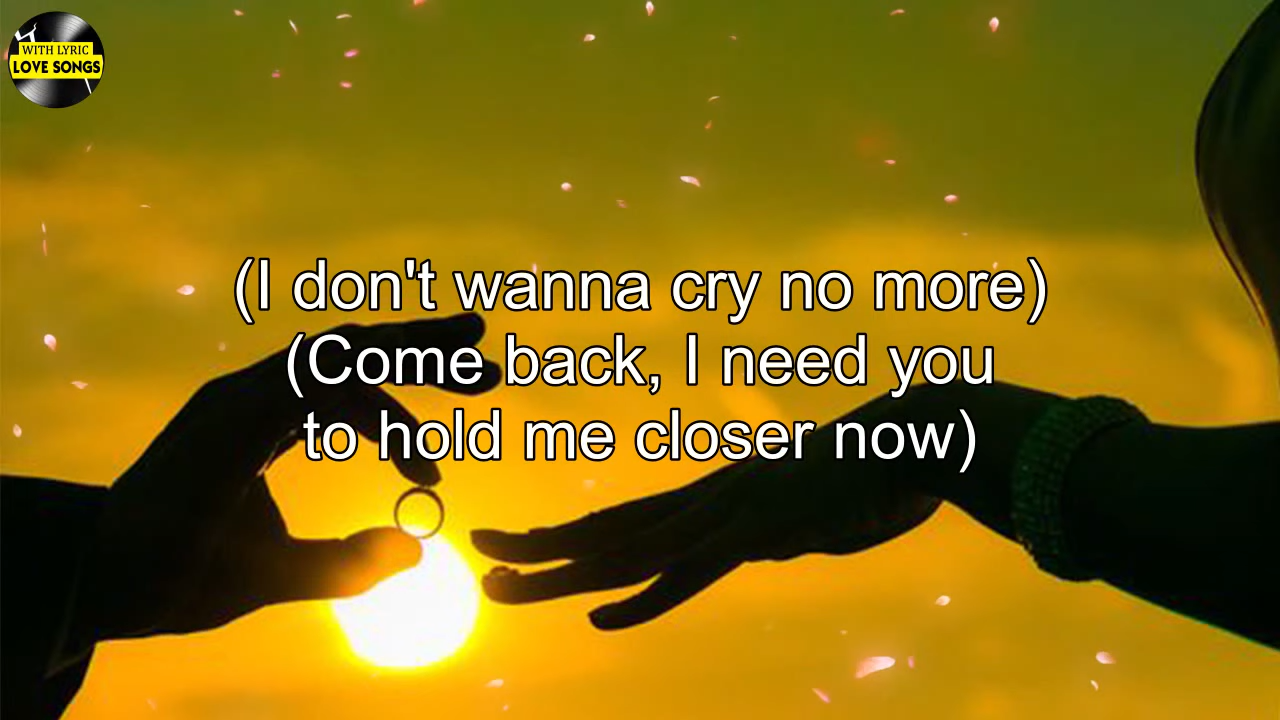 WITH LYRIC
LOVE SONGS
(I don't wanna cry no more)
(Come back, I need you
to hold me closer now)